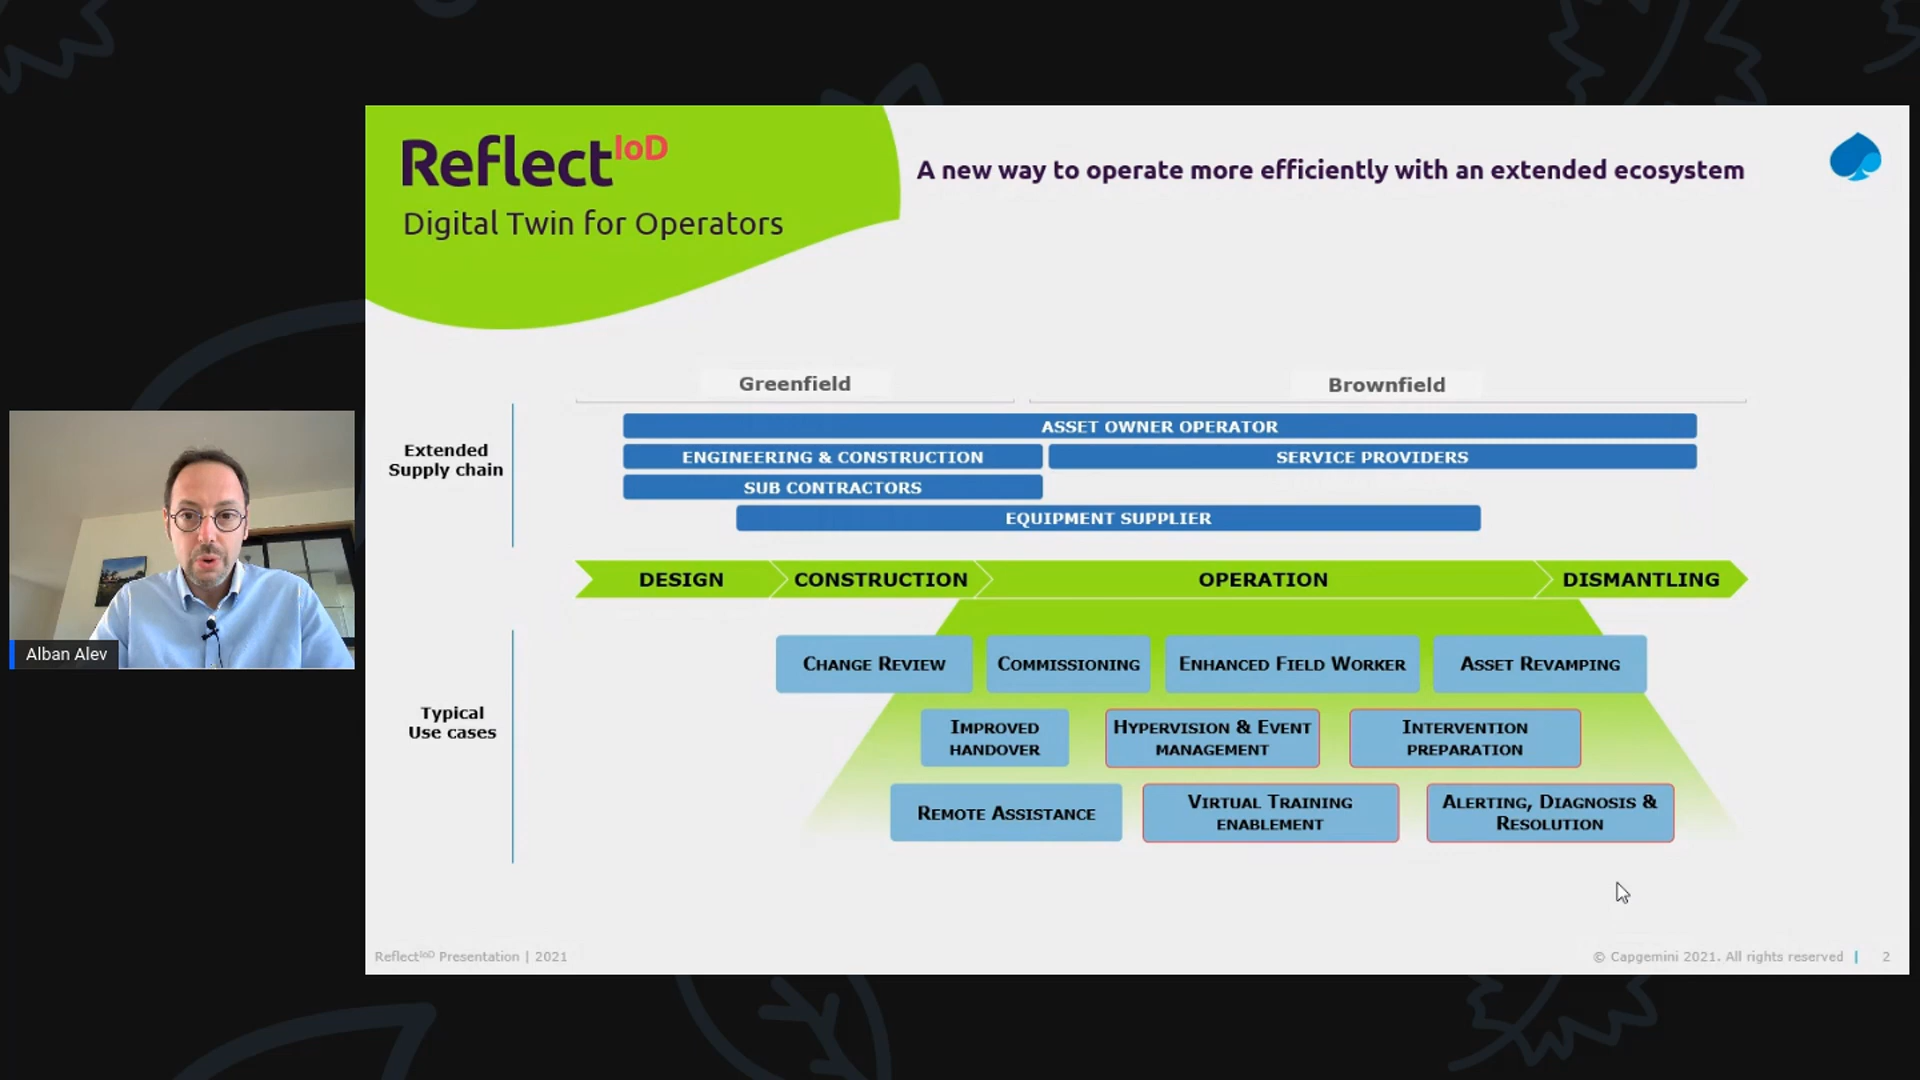 Reflect IoD
Digital Twin for Operators
A new way to operate more efficiently with an extended ecosystem
Greenfield
Brownfield
Extended
Supply chain
ASSET OWNER OPERATOR
ENGINEERING & CONSTRUCTION
SERVICE PROVIDERS
SUB CONTRACTORS
EQUIPMENT SUPPLIER
DESIGN
CONSTRUCTION
OPERATION
DISMANTLING
Typical
Use cases
CHANGE REVIEW
COMMISSIONING
ENHANCED FIELD WORKER
ASSET REVAMPING
IMPROVED
HANDOVER
HYPERVISION & EVENT
MANAGEMENT
INTERVENTION
PREPARATION
REMOTE ASSISTANCE
VIRTUAL TRAINING
ENABLEMENT
ALERTING, DIAGNOSIS &
RESOLUTION
Alban Alev
Reflect IoD Presentation | 2021
© Capgemini 2021. All rights reserved | 2